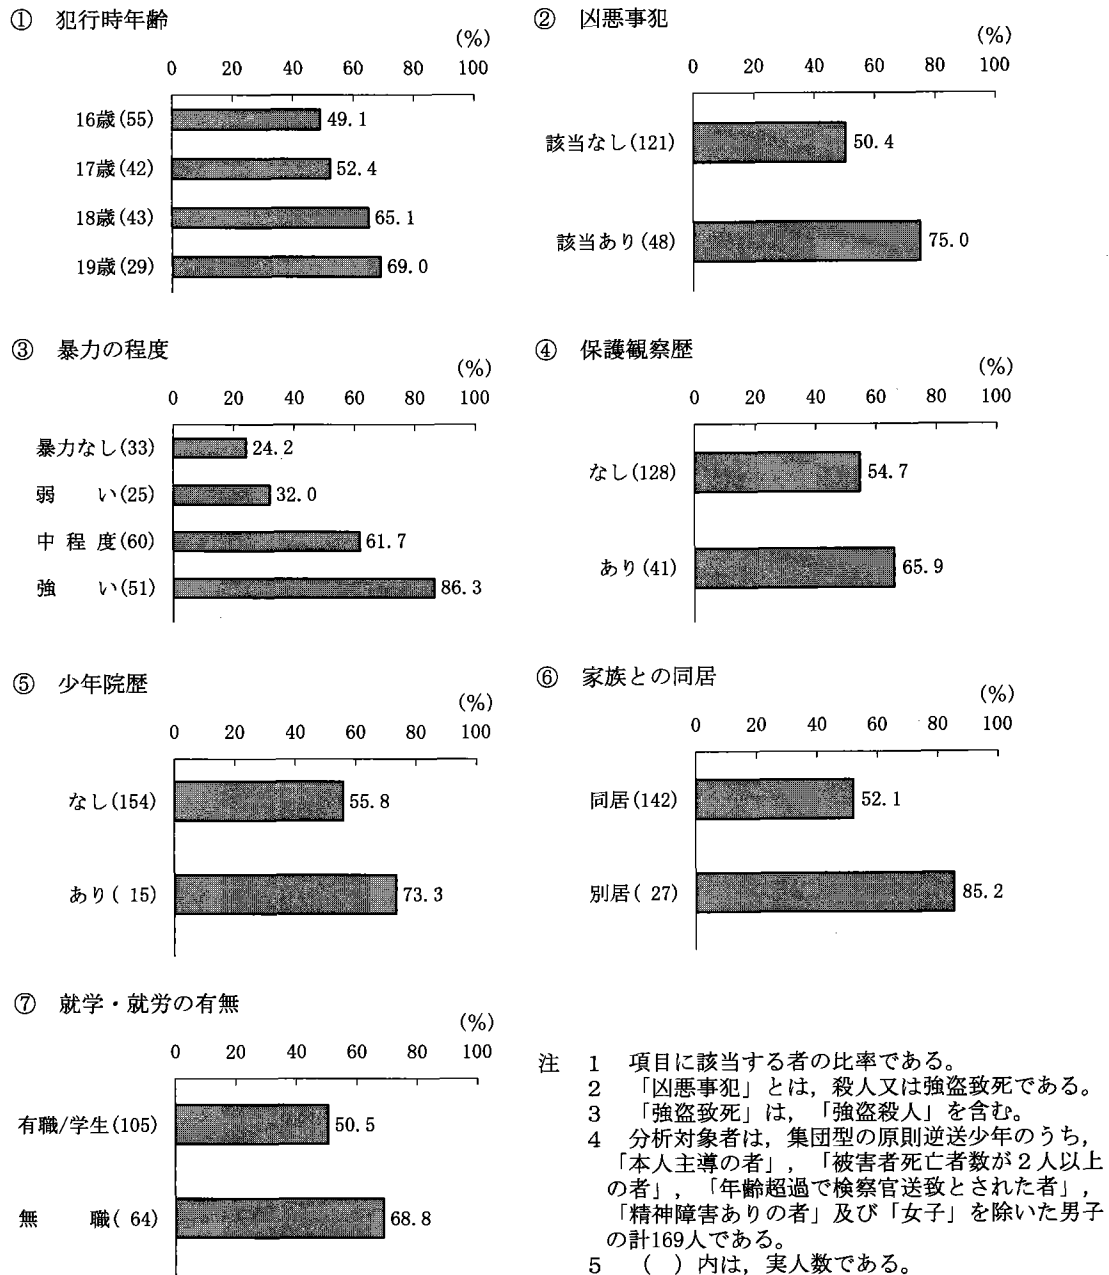 ① 犯行時年齢
(%)
0 20 40 60 80 100
16歳(55) 49.1
17歳(42) 52.4
18歳(43) 65.1
19歳(29) 69.0
② 凶悪事犯
(%)
0 20 40 60 80 100
該当なし(121) 50.4
該当あり(48) 75.0
③ 暴力の程度
(%)
0 20 40 60 80 100
暴力なし(33) 24.2
弱 い(25) 32.0
中 程 度(60) 61.7
強 い(51) 86.3
④ 保護観察歴
(%)
0 20 40 60 80 100
なし(128) 54.7
あり(41) 65.9
⑤ 少年院歴
(%)
0 20 40 60 80 100
なし(154) 55.8
あり( 15) 73.3
⑥ 家族との同居
(%)
0 20 40 60 80 100
同居(142) 52.1
別居( 27) 85.2
⑦ 就学・就労の有無
(%)
0 20 40 60 80 100
有職/学生(105) 50.5
無 職( 64) 68.8
注 1 項目に該当する者の比率である。
2 「凶悪事犯」とは，殺人又は強盗致死である。
3 「強盗致死」は，「強盗殺人」を含む。
4 分析対象者は，集団型の原則逆送少年のうち，
「本人主導の者」，「被害者死亡者数が２人以上
の者」，「年齢超過で検察官送致とされた者」，
「精神障害ありの者」及び「女子」を除いた男子
の計169人である。
5 （ ）内は，実人数である。